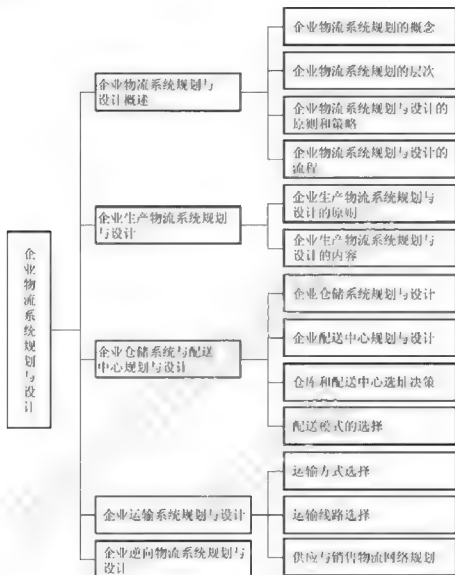 企业物流系统规划与设计
企业物流系统规划与
设计概述
企业物流系统规划的概念
企业物流系统规划的层次
企业物流系统规划与设计的
原则和策略
企业物流系统规划与设计的
流程
企业生产物流系统规划
与设计
企业生产物流系统规划与
设计的原则
企业生产物流系统规划与
设计的内容
企业仓储系统与配送
中心规划与设计
企业仓储系统规划与设计
企业配送中心规划与设计
仓库和配送中心选址决策
配送模式的选择
企业运输系统规划与设计
运输方式选择
运输线路选择
供应与销售物流网络规划
企业逆向物流系统规划与
设计